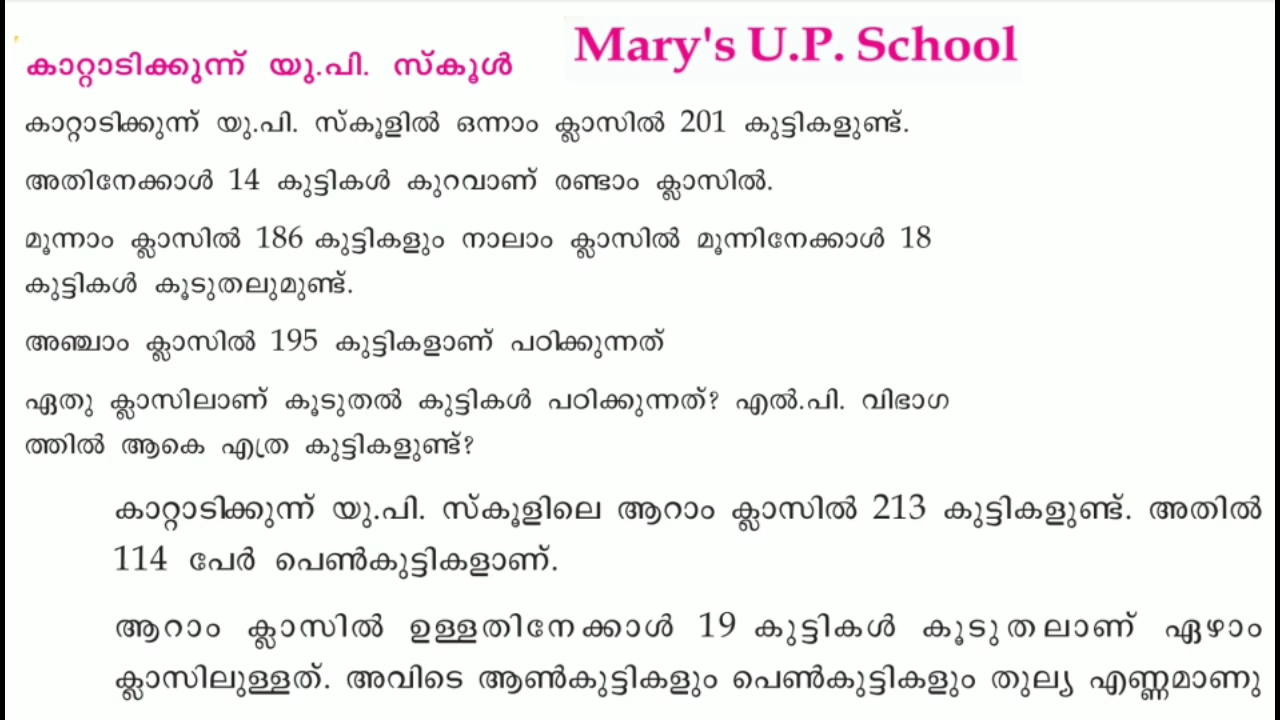 കാറ്റാടിക്കുന്ന് യു.പി. സ്കൂൾ
Mary's U.P. School
കാറ്റാടിക്കുന്ന് യു.പി. സ്കൂളിൽ ഒന്നാം ക്ലാസിൽ 201 കുട്ടികളുണ്ട്.
അതിനേക്കാൾ 14 കുട്ടികൾ കുറവാണ് രണ്ടാം ക്ലാസിൽ.
മൂന്നാം ക്ലാസിൽ 186 കുട്ടികളും നാലാം ക്ലാസിൽ മൂന്നിനേക്കാൾ 18
കുട്ടികൾ കൂടുതലുമുണ്ട്.
അഞ്ചാം ക്ലാസിൽ 195 കുട്ടികളാണ് പഠിക്കുന്നത്
ഏതു ക്ലാസിലാണ് കൂടുതൽ കുട്ടികൾ പഠിക്കുന്നത്? എൽ.പി. വിഭാഗ
ത്തിൽ ആകെ എത്ര കുട്ടികളുണ്ട്?
കാറ്റാടിക്കുന്ന് യു.പി. സ്കൂളിലെ ആറാം ക്ലാസിൽ 213 കുട്ടികളുണ്ട്. അതിൽ
114 പേർ പെൺകുട്ടികളാണ്.
ആറാം ക്ലാസിൽ ഉള്ളതിനേക്കാൾ 19 കുട്ടികൾ കൂടുതലാണ് ഏഴാം
ക്ലാസിലുള്ളത്. അവിടെ ആൺകുട്ടികളും പെൺകുട്ടികളും തുല്യ എണ്ണമാണു